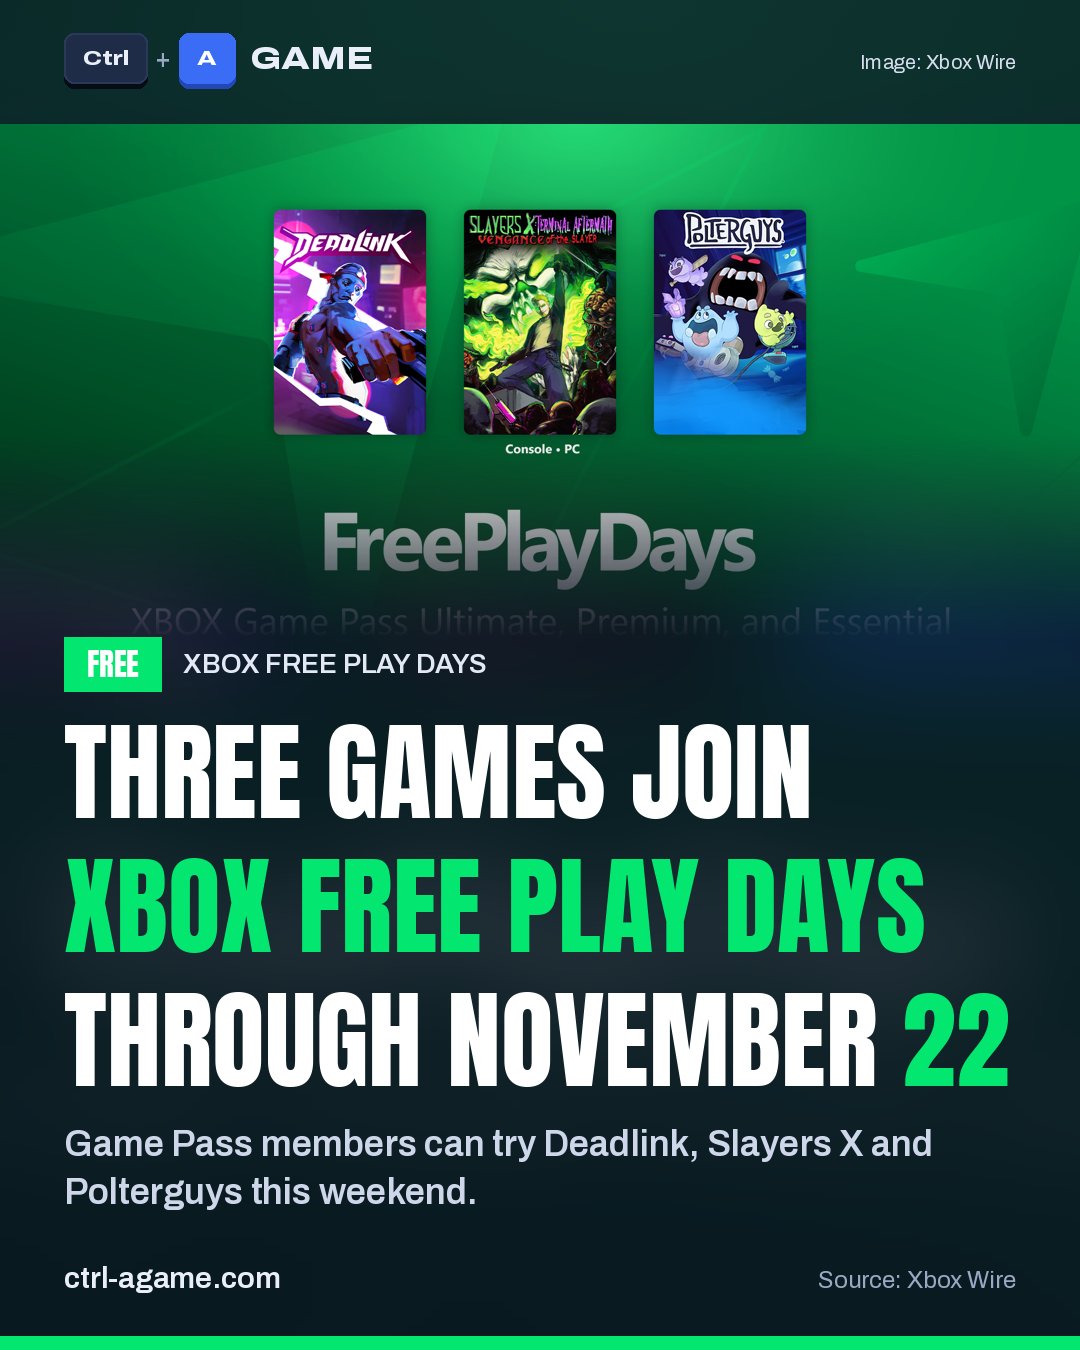 Ctrl + A GAME
Image: Xbox Wire
DEADLINK
SLAYERS X: TERMINAL AFTERMATH
VENGANCE of the SLAYER
POLTERGUYS
Console • PC
FreePlayDays
XBOX Game Pass Ultimate, Premium, and Essential
FREE XBOX FREE PLAY DAYS
THREE GAMES JOIN
XBOX FREE PLAY DAYS
THROUGH NOVEMBER 22
Game Pass members can try Deadlink, Slayers X and
Polterguys this weekend.
ctrl-agame.com
Source: Xbox Wire